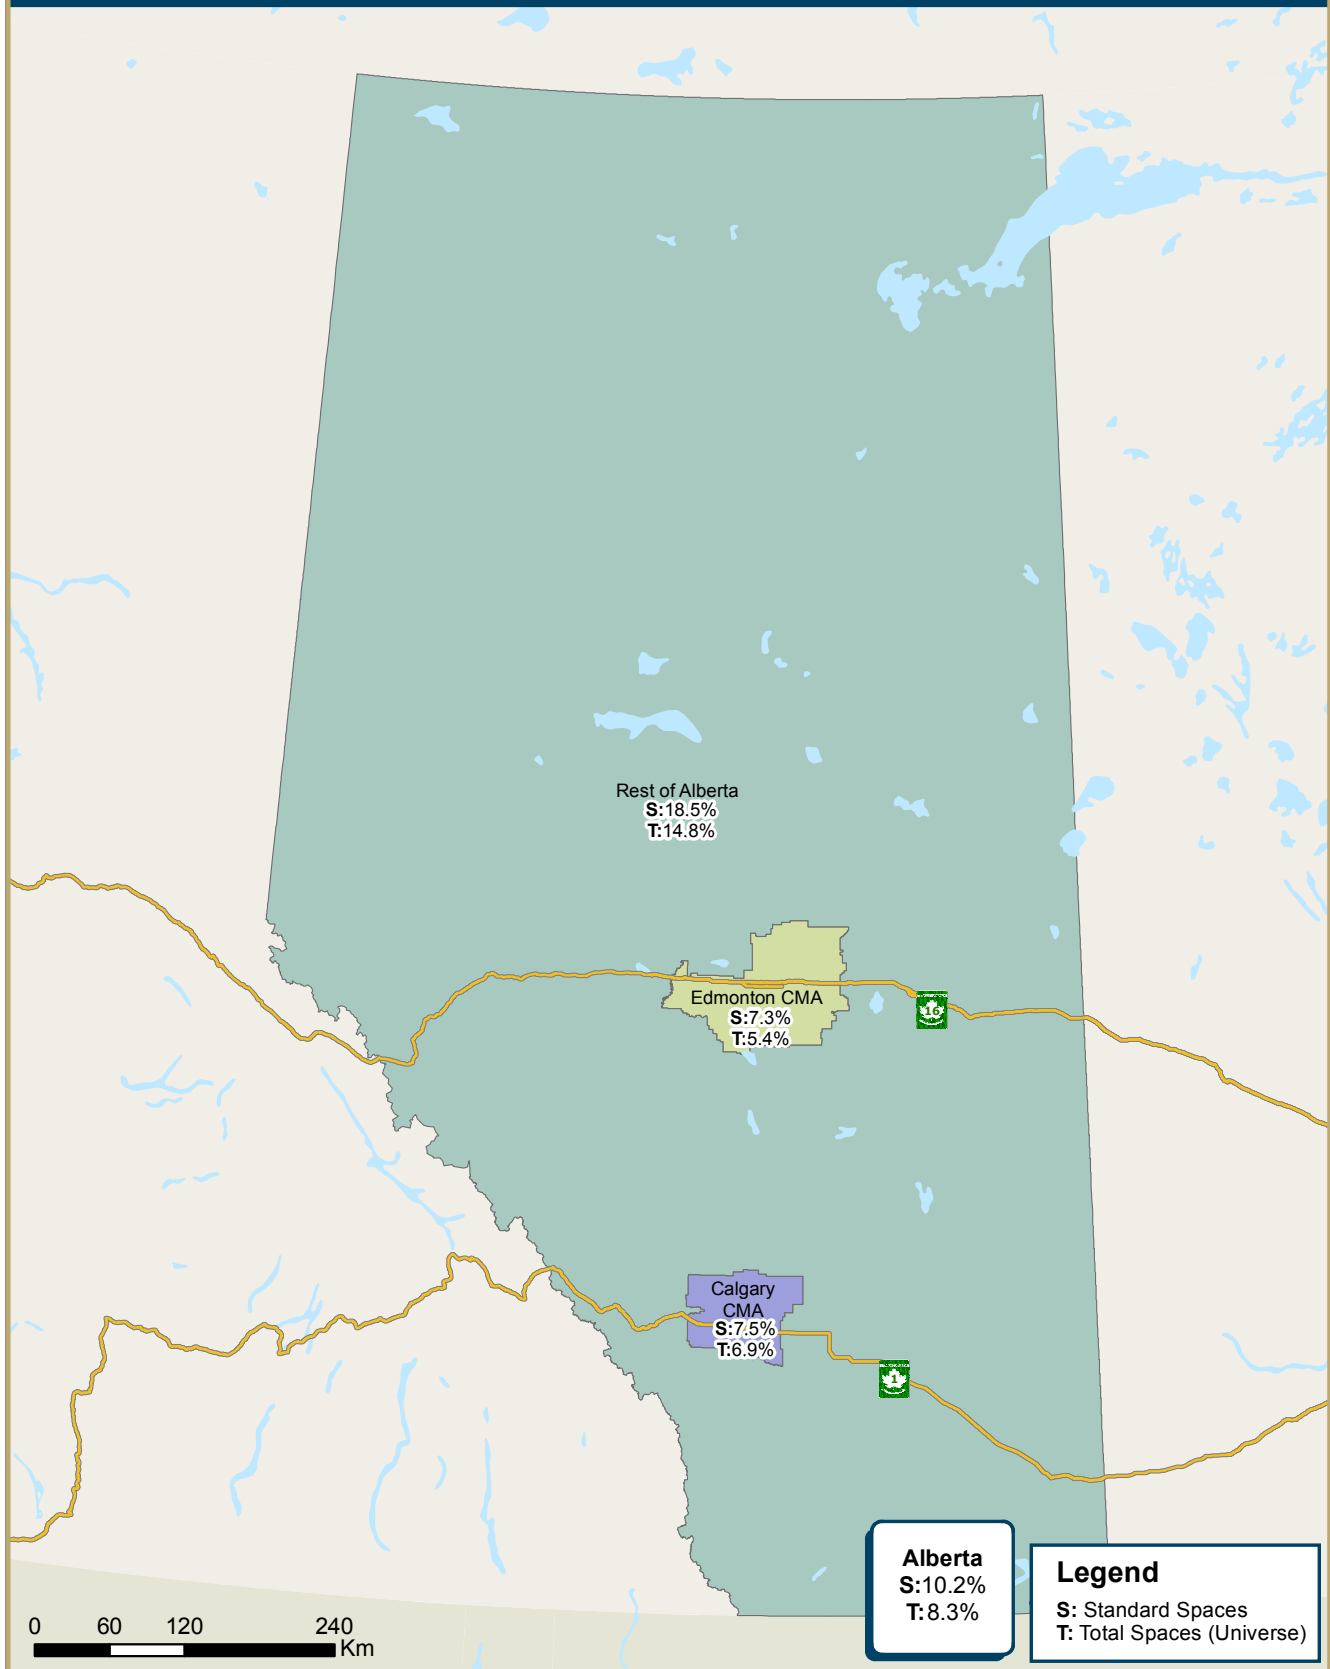 Rest of Alberta
S:18.5%
T:14.8%
Edmonton CMA
S:7.3%
T:5.4%
16
Calgary
CMA
S:7.5%
T:6.9%
1
Alberta
S:10.2%
T:8.3%
Legend
S: Standard Spaces
T: Total Spaces (Universe)
0 60 120 240
Km